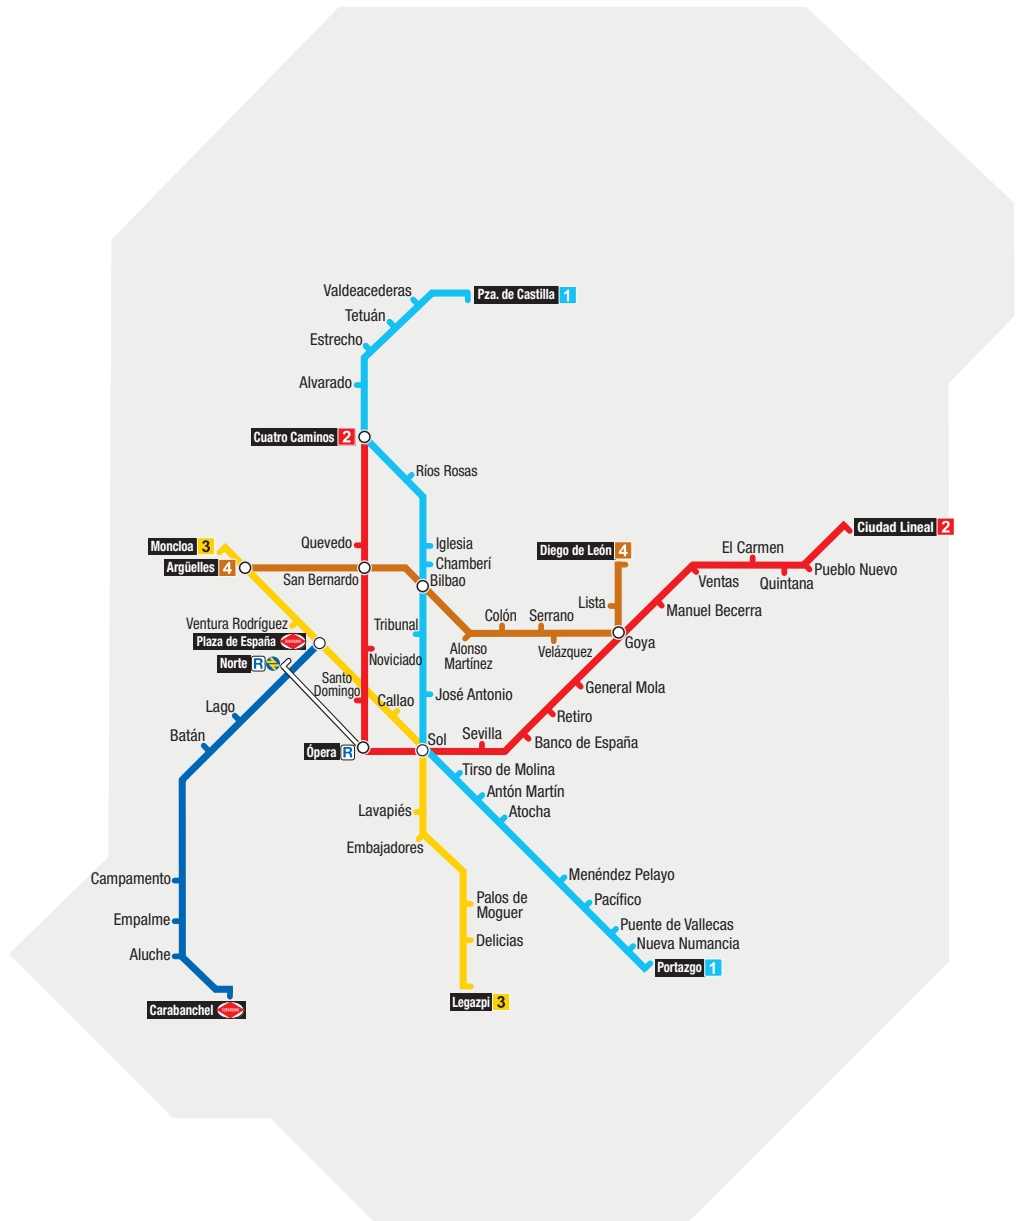 Valdeacederas
Pza. de Castilla 1
Tetuán
Estrecho
Alvarado
Cuatro Caminos 2
Ríos Rosas
Ciudad Lineal 2
Moncloa 3
Quevedo
Iglesia
Diego de León 4
El Carmen
Argüelles 4
Chamberí
Pueblo Nuevo
San Bernardo
Bilbao
Ventas
Quintana
Lista
Manuel Becerra
Ventura Rodríguez
Tribunal
Colón
Serrano
Plaza de España
Goya
Alonso
Martínez
Velázquez
Norte R
Noviciado
Santo
Domingo
General Mola
Callao
José Antonio
Lago
Retiro
Batán
Sol
Sevilla
Banco de España
Ópera R
Tirso de Molina
Antón Martín
Lavapiés
Atocha
Embajadores
Campamento
Menéndez Pelayo
Palos de
Moguer
Pacífico
Empalme
Puente de Vallecas
Delicias
Nueva Numancia
Aluche
Portazgo 1
Legazpi 3
Carabanchel